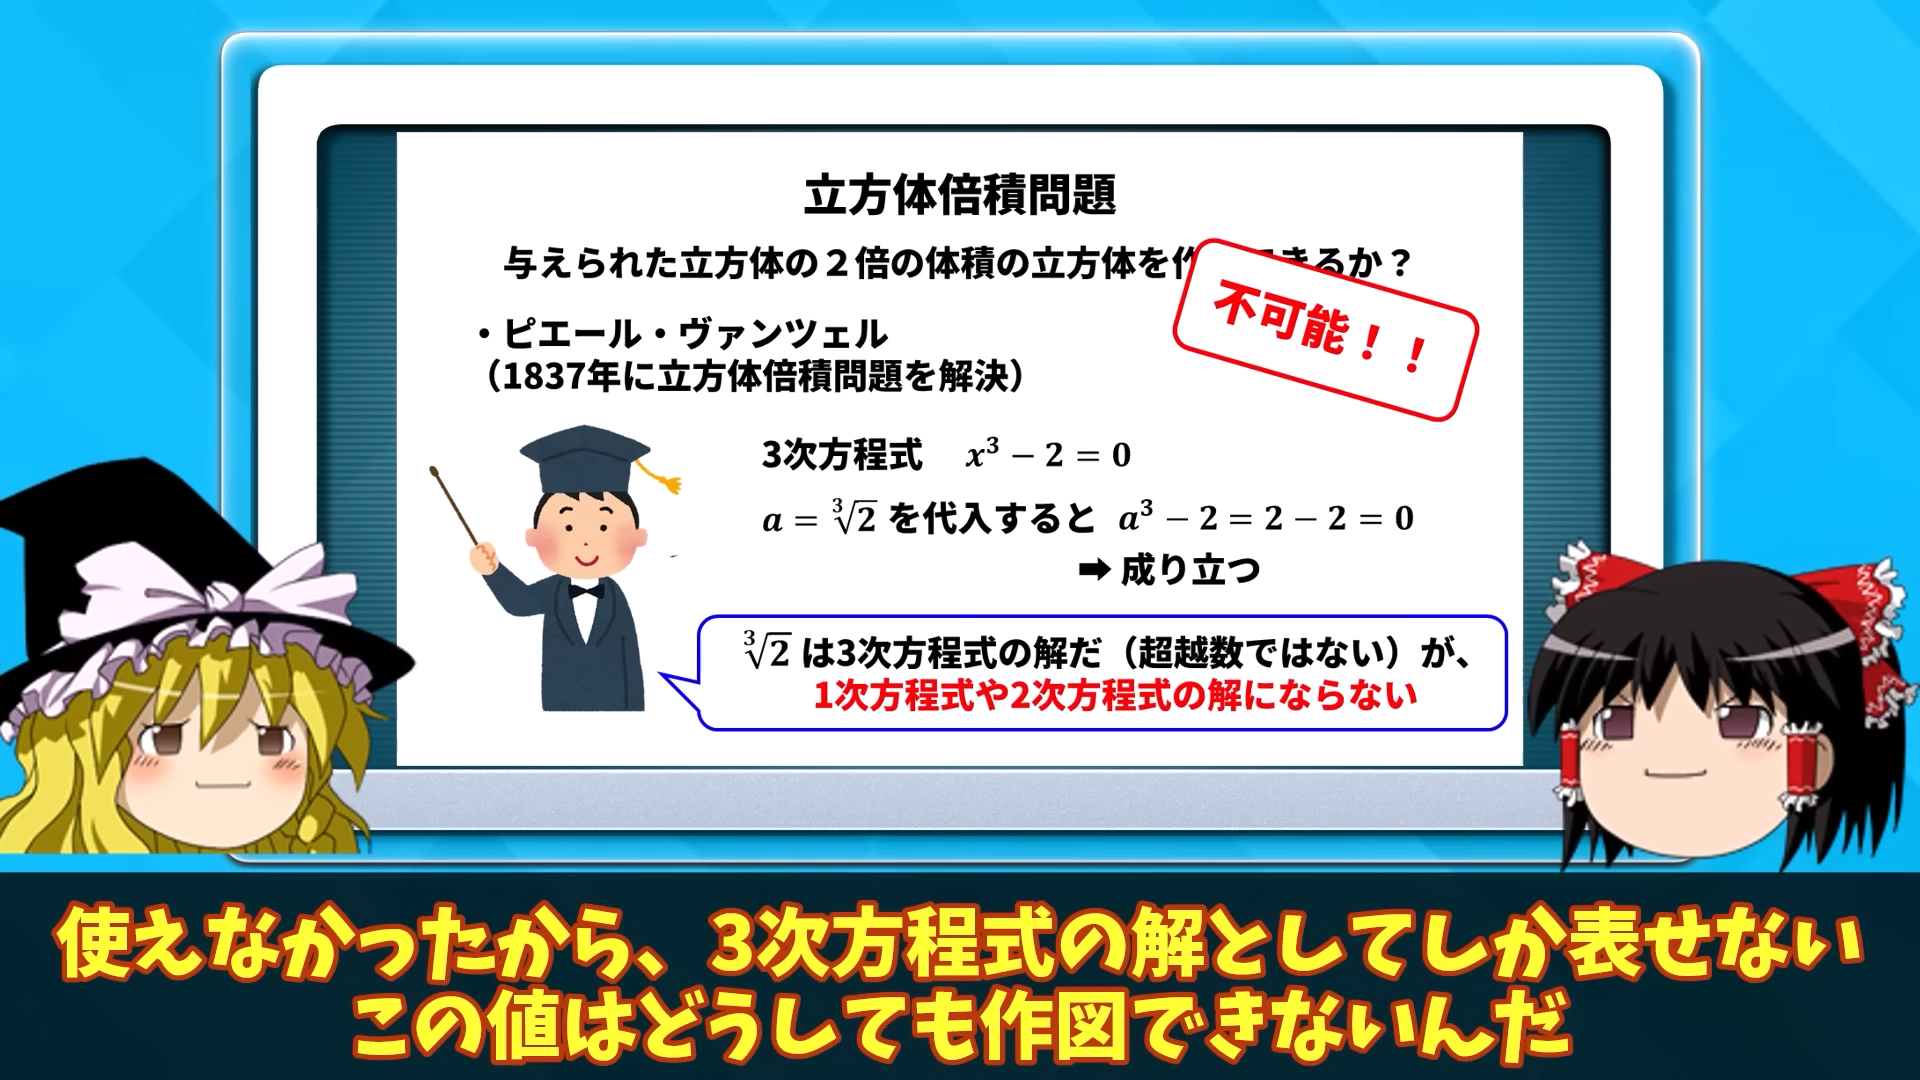 立方体倍積問題
与えられた立方体の２倍の体積の立方体を作 できるか？
不可能！！
・ピエール・ヴァンツェル
（1837年に立方体倍積問題を解決）
3次方程式 x³ − 2 = 0
a = ∛2 を代入すると a³ − 2 = 2 − 2 = 0
➡ 成り立つ
∛2 は3次方程式の解だ（超越数ではない）が、
1次方程式や2次方程式の解にならない
使えなかったから、3次方程式の解としてしか表せない
この値はどうしても作図できないんだ